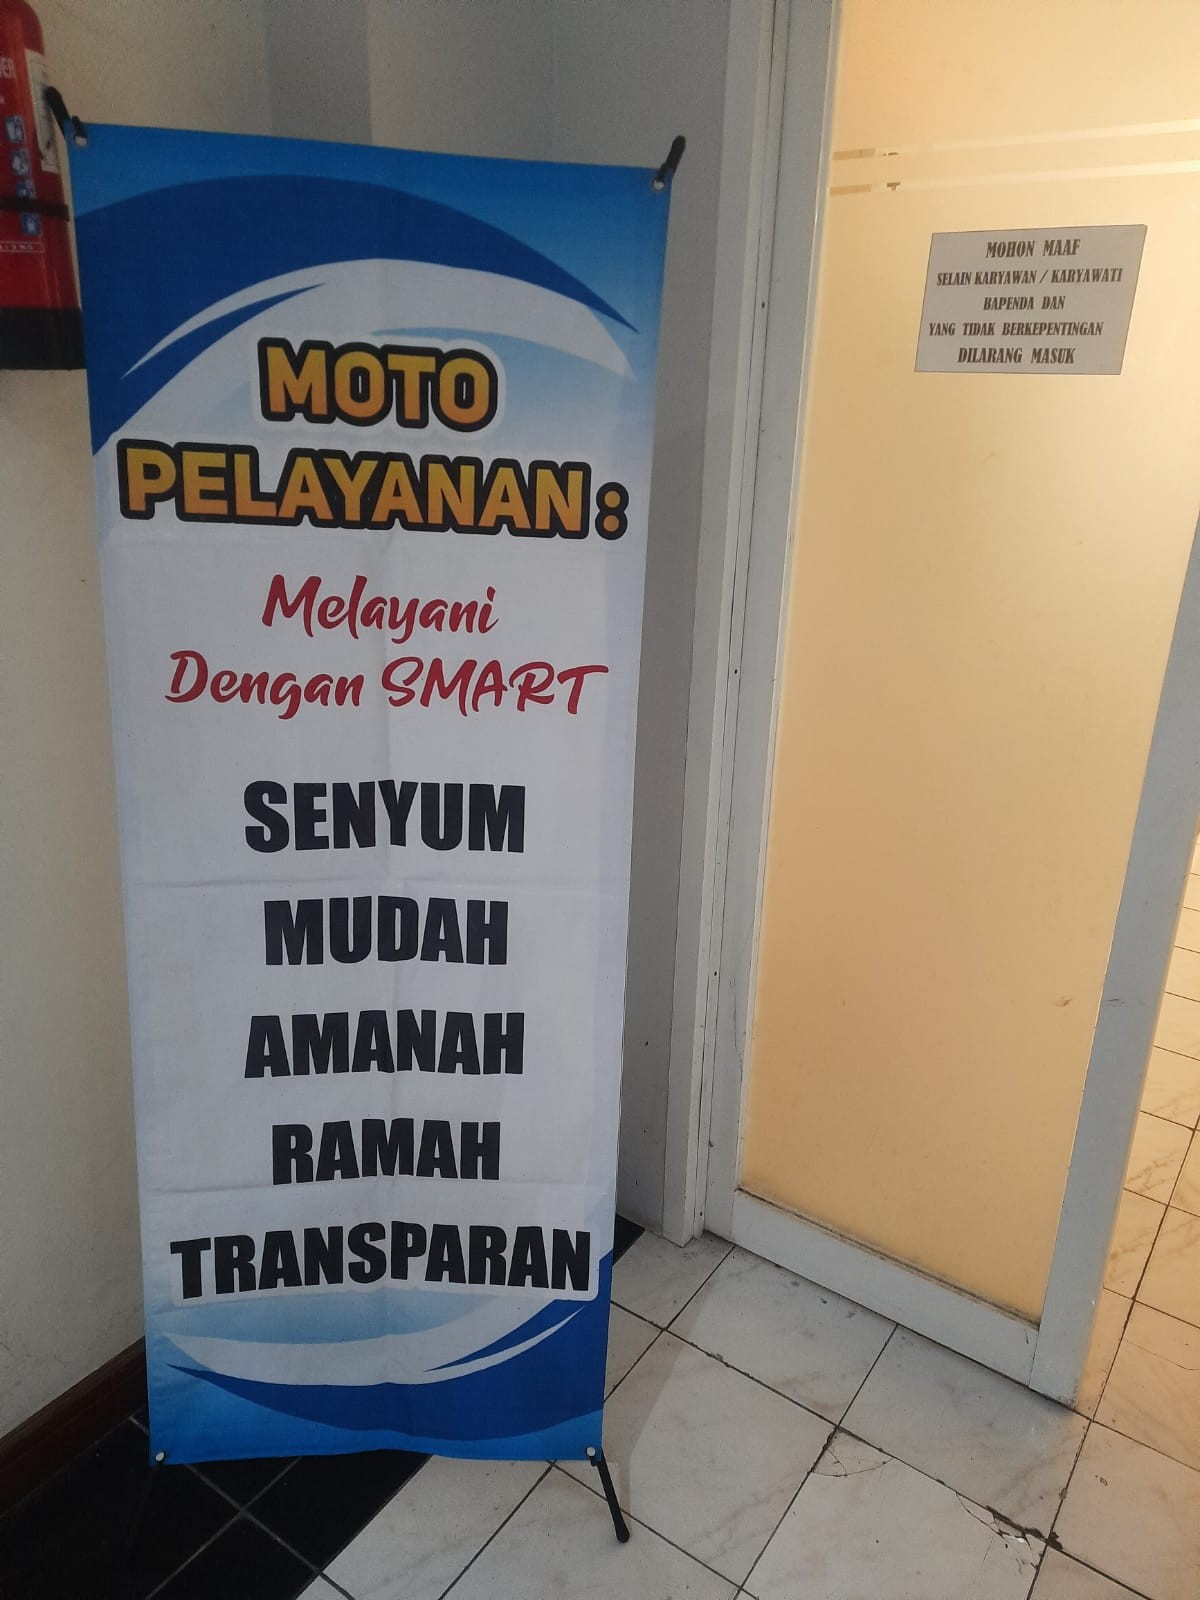 MOTO
PELAYANAN:
Melayani
Dengan SMART
SENYUM
MUDAH
AMANAH
RAMAH
TRANSPARAN
MOHON MAAF
SELAIN KARYAWAN / KARYAWATI
BAPENDA DAN
YANG TIDAK BERKEPENTINGAN
DILARANG MASUK